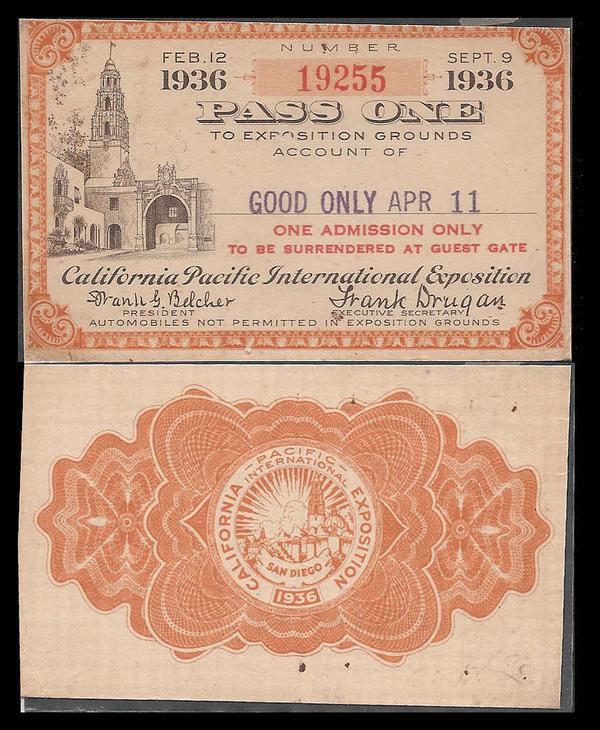 NUMBER
FEB. 12 SEPT. 9
1936 19255 1936
PASS ONE
TO EXPOSITION GROUNDS
ACCOUNT OF
GOOD ONLY APR 11
ONE ADMISSION ONLY
TO BE SURRENDERED AT GUEST GATE
California Pacific International Exposition
Frank G. Belcher Frank Drugan
PRESIDENT EXECUTIVE SECRETARY
AUTOMOBILES NOT PERMITTED IN EXPOSITION GROUNDS
CALIFORNIA -PACIFIC- INTERNATIONAL EXPOSITION
SAN DIEGO
1936